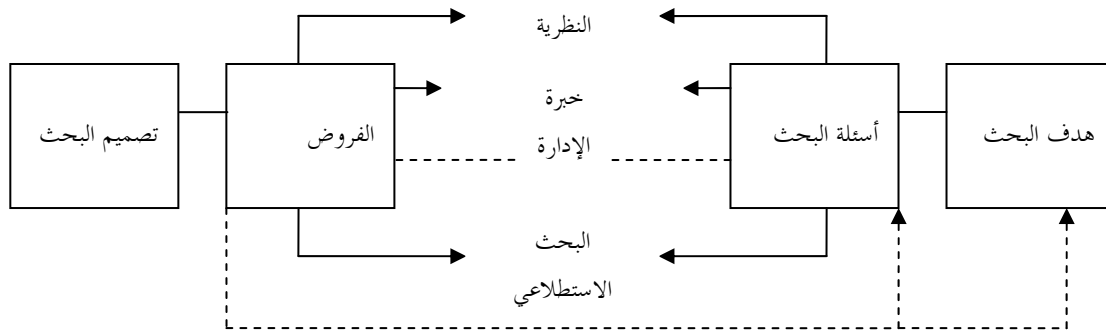 هدف البحث
أسئلة البحث
النظرية
خبرة
الإدارة
البحث
الاستطلاعي
الفروض
تصميم البحث